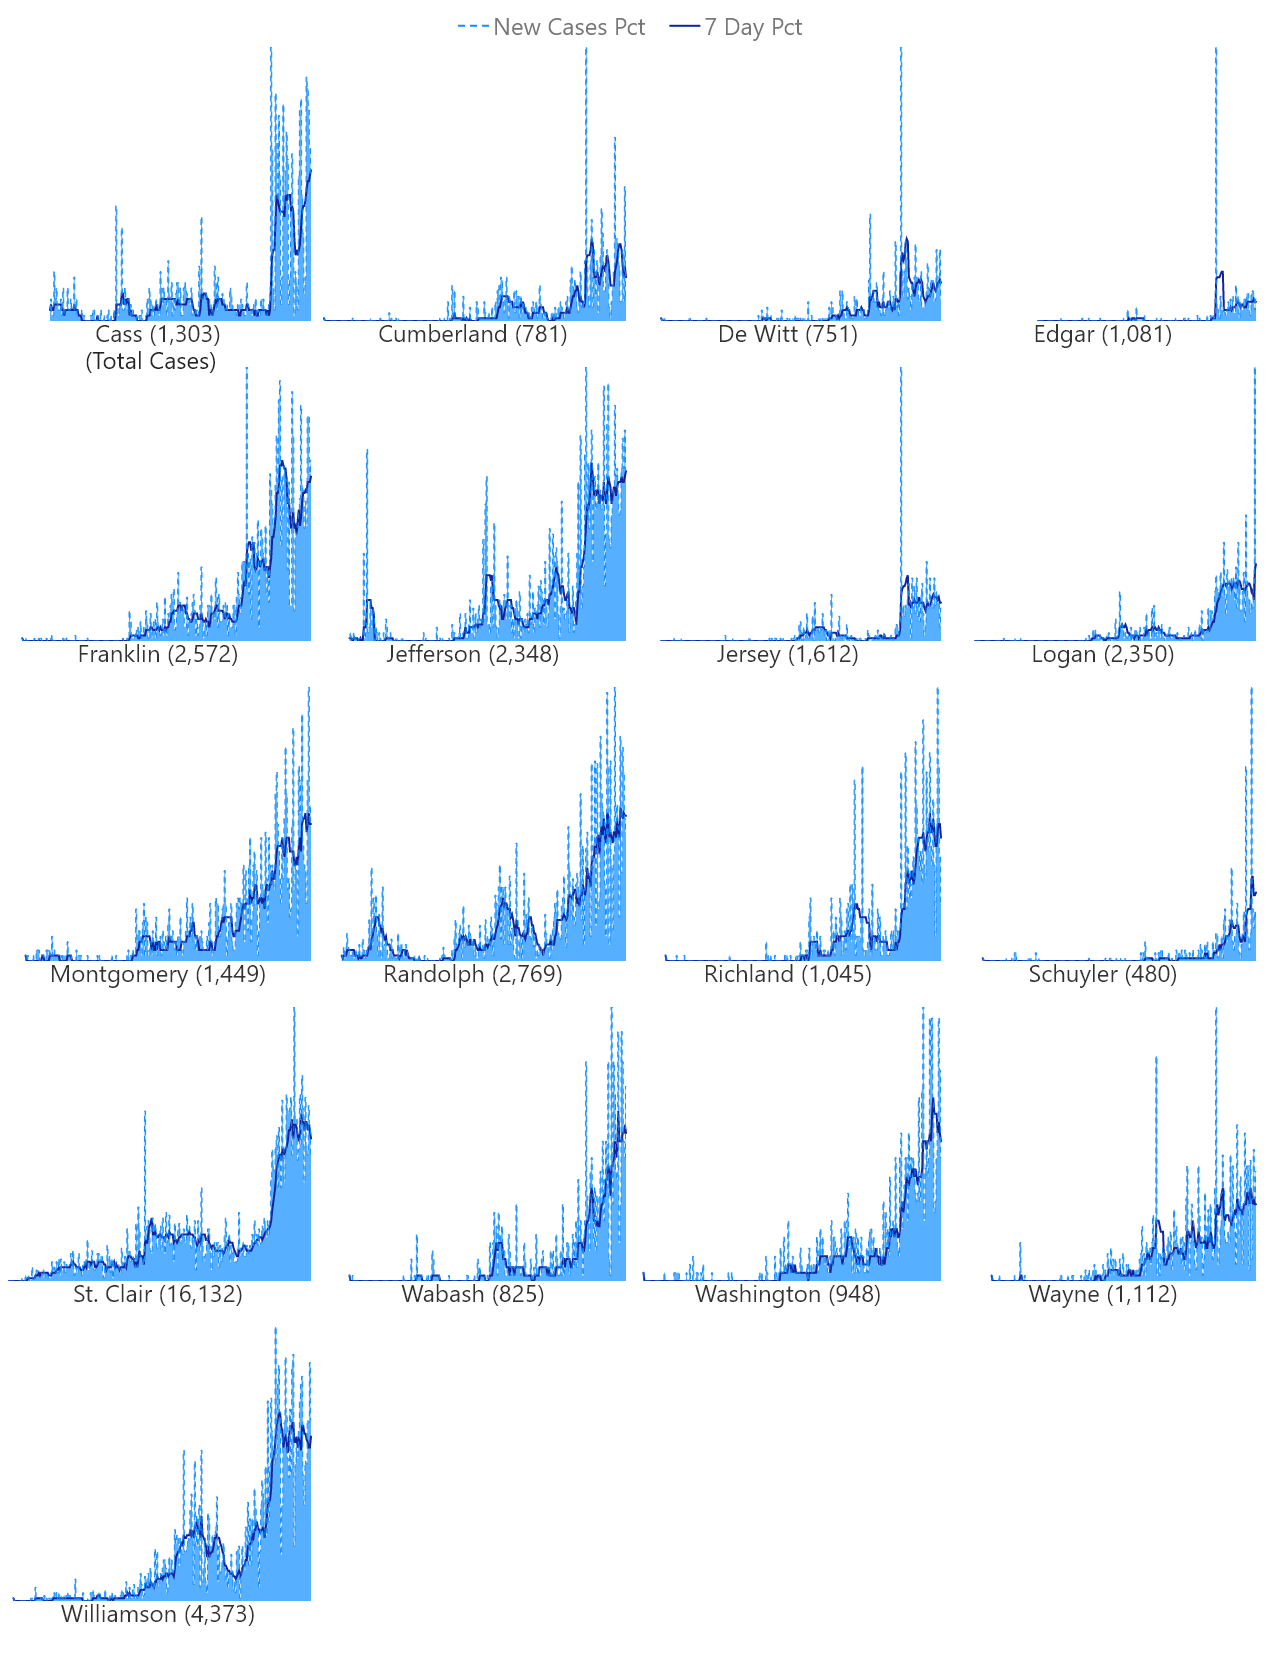 New Cases Pct 7 Day Pct
Cass (1,303) Cumberland (781) De Witt (751) Edgar (1,081)
(Total Cases)
Franklin (2,572) Jefferson (2,348) Jersey (1,612) Logan (2,350)
Montgomery (1,449) Randolph (2,769) Richland (1,045) Schuyler (480)
St. Clair (16,132) Wabash (825) Washington (948) Wayne (1,112)
Williamson (4,373)